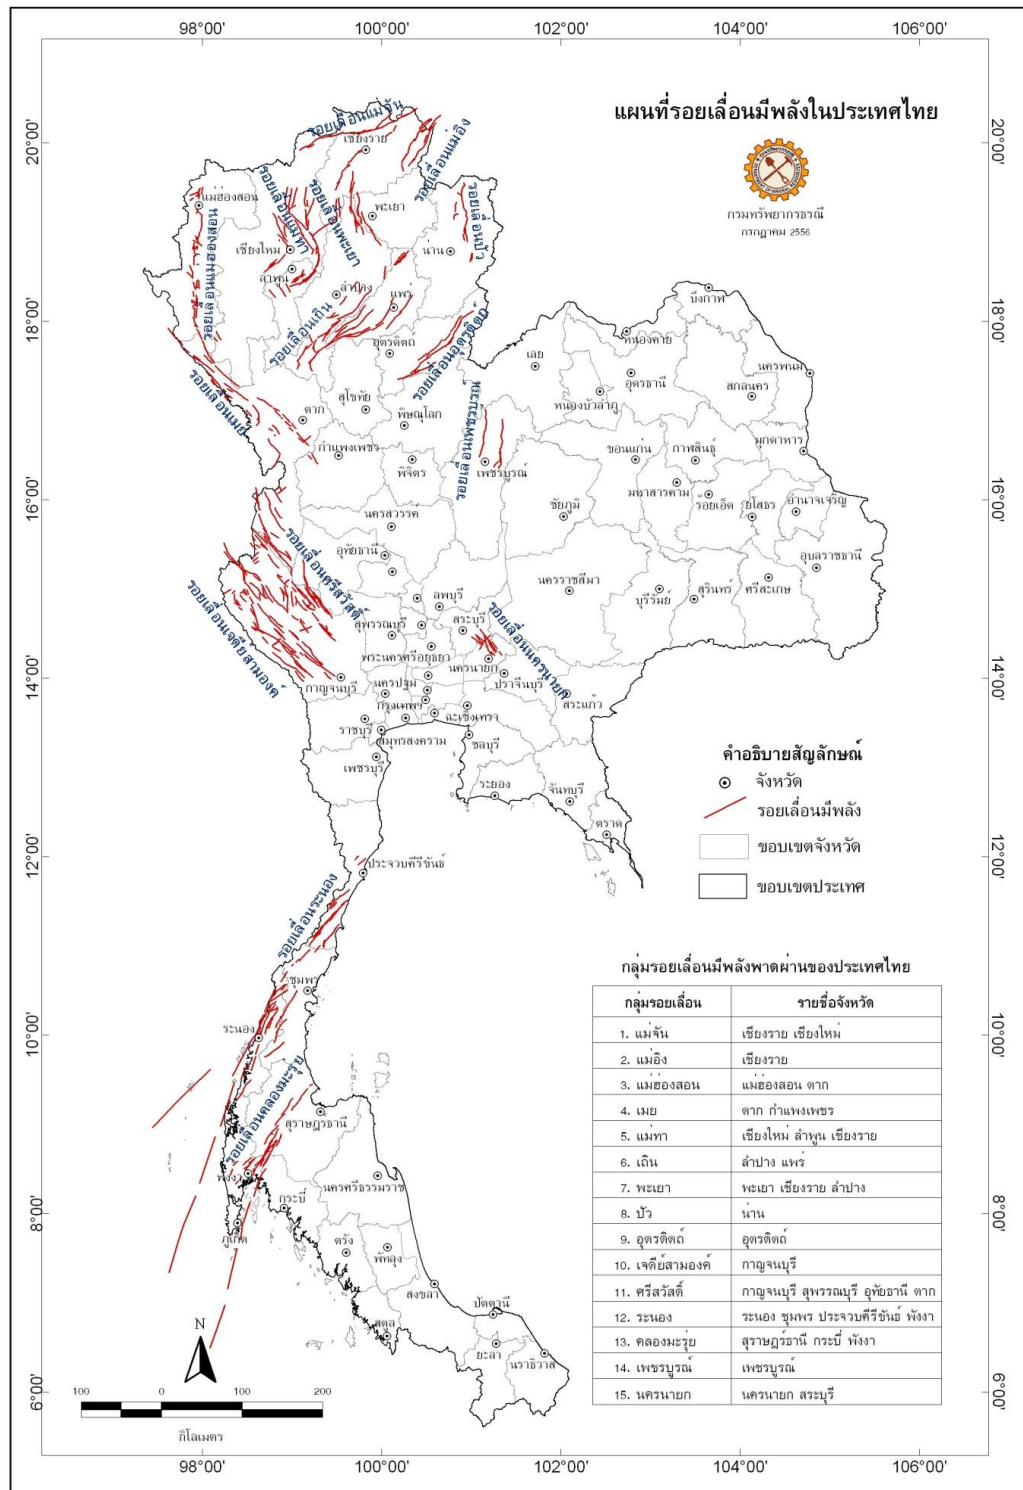 98°00' 100°00' 102°00' 104°00' 106°00'
แผนที่รอยเลื่อนมีพลังในประเทศไทย
กรมทรัพยากรธรณี
กรกฎาคม 2556
20°00' 20°00'
18°00' 18°00'
16°00' 16°00'
14°00' 14°00'
12°00' 12°00'
10°00' 10°00'
8°00' 8°00'
6°00' 6°00'
รอยเลื่อนแม่จัน
เชียงราย
รอยเลื่อนแม่อิง
แม่ฮ่องสอน
รอยเลื่อนแม่ทา
รอยเลื่อนพะเยา
พะเยา
รอยเลื่อนปัว
รอยเลื่อนแม่ฮ่องสอน
เชียงใหม่
น่าน
ลำพูน
ลำปาง
แพร่
รอยเลื่อนเถิน
อุตรดิตถ์
รอยเลื่อนอุตรดิตถ์
บึงกาฬ
หนองคาย
เลย
อุดรธานี
นครพนม
สกลนคร
หนองบัวลำภู
รอยเลื่อนเมย
ตาก
สุโขทัย
พิษณุโลก
รอยเลื่อนเพชรบูรณ์
มุกดาหาร
กำแพงเพชร
พิจิตร
เพชรบูรณ์
ขอนแก่น
กาฬสินธุ์
มหาสารคาม
ร้อยเอ็ด
ยโสธร
อำนาจเจริญ
ชัยภูมิ
นครสวรรค์
อุทัยธานี
อุบลราชธานี
รอยเลื่อนศรีสวัสดิ์
นครราชสีมา
บุรีรัมย์
สุรินทร์
ศรีสะเกษ
รอยเลื่อนเจดีย์สามองค์
ลพบุรี
สุพรรณบุรี
สระบุรี
รอยเลื่อนนครนายก
พระนครศรีอยุธยา
นครนายก
ปราจีนบุรี
กาญจนบุรี
นครปฐม
สระแก้ว
กรุงเทพฯ
ฉะเชิงเทรา
ราชบุรี
สมุทรสงคราม
ชลบุรี
เพชรบุรี
ระยอง
จันทบุรี
ตราด
คำอธิบายสัญลักษณ์
จังหวัด
รอยเลื่อนมีพลัง
ขอบเขตจังหวัด
ขอบเขตประเทศ
ประจวบคีรีขันธ์
รอยเลื่อนระนอง
ชุมพร
ระนอง
รอยเลื่อนคลองมะรุ่ย
สุราษฎรธานี
พังงา
นครศรีธรรมราช
กระบี่
ภูเก็ต
ตรัง
พัทลุง
สงขลา
ปัตตานี
สตูล
ยะลา
นราธิวาส
กลุ่มรอยเลื่อนมีพลังพาดผ่านของประเทศไทย
กลุ่มรอยเลื่อน รายชื่อจังหวัด
1. แม่จัน เชียงราย เชียงใหม่
2. แม่อิง เชียงราย
3. แม่ฮ่องสอน แม่ฮ่องสอน ตาก
4. เมย ตาก กำแพงเพชร
5. แม่ทา เชียงใหม่ ลำพูน เชียงราย
6. เถิน ลำปาง แพร่
7. พะเยา พะเยา เชียงราย ลำปาง
8. ปัว น่าน
9. อุตรดิตถ์ อุตรดิตถ์
10. เจดีย์สามองค์ กาญจนบุรี
11. ศรีสวัสดิ์ กาญจนบุรี สุพรรณบุรี อุทัยธานี ตาก
12. ระนอง ระนอง ชุมพร ประจวบคีรีขันธ์ พังงา
13. คลองมะรุ่ย สุราษฎร์ธานี กระบี่ พังงา
14. เพชรบูรณ์ เพชรบูรณ์
15. นครนายก นครนายก สระบุรี
N
100 0 100 200
กิโลเมตร
98°00' 100°00' 102°00' 104°00' 106°00'